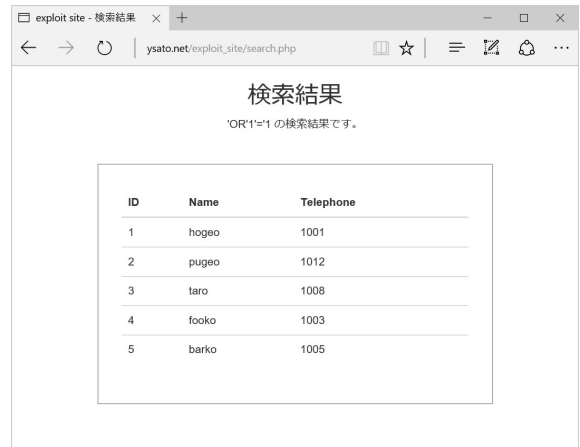 exploit site - 検索結果
ysato.net/exploit_site/search.php
検索結果
'OR'1'='1 の検索結果です。
ID Name Telephone
1 hogeo 1001
2 pugeo 1012
3 taro 1008
4 fooko 1003
5 barko 1005